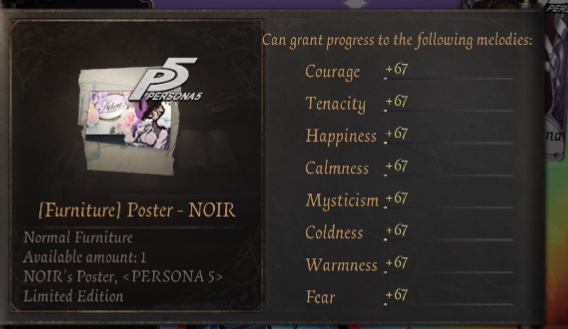 P5
PERSONA5
[Furniture] Poster - NOIR
Normal Furniture
Available amount: 1
NOIR's Poster, <PERSONA 5>
Limited Edition
Can grant progress to the following melodies:
Courage +67
Tenacity +67
Happiness +67
Calmness +67
Mysticism +67
Coldness +67
Warmness +67
Fear +67